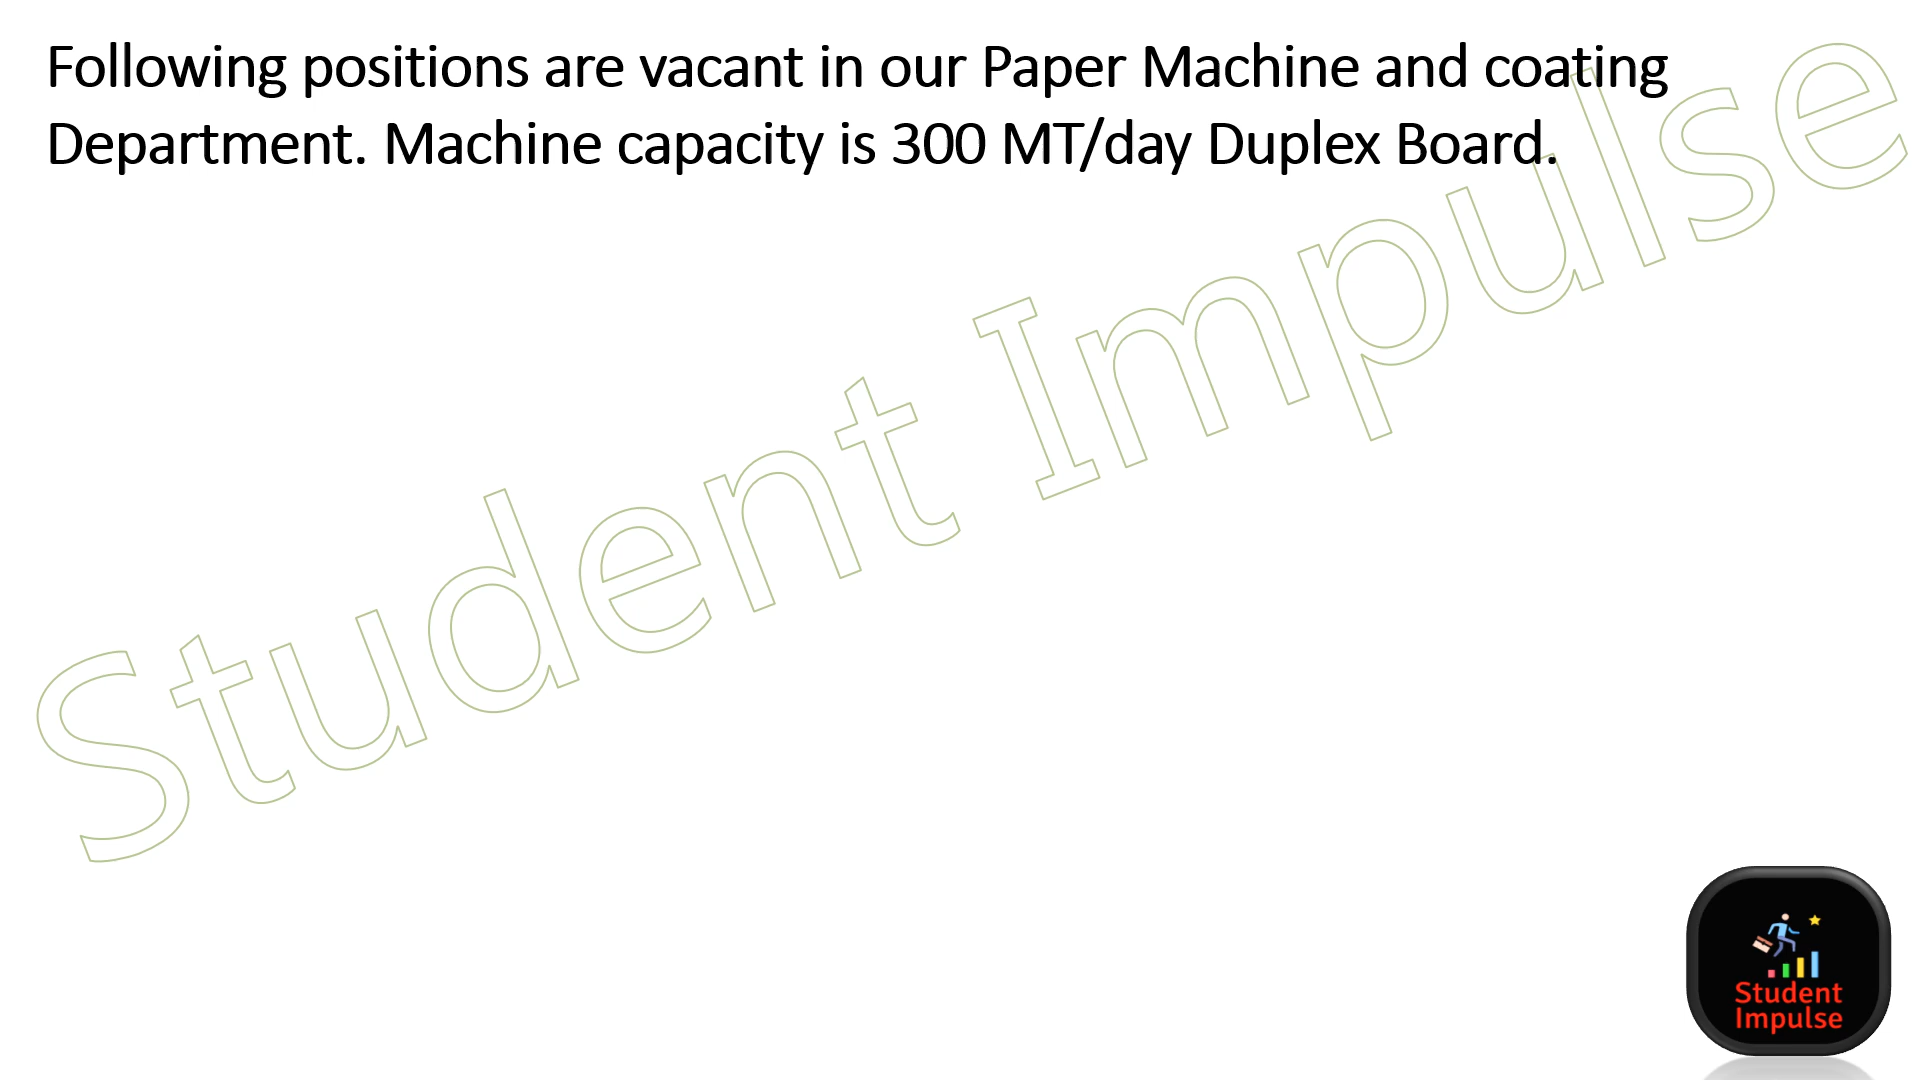 Following positions are vacant in our Paper Machine and coating
Department. Machine capacity is 300 MT/day Duplex Board.
Student Impulse
Student
Impulse